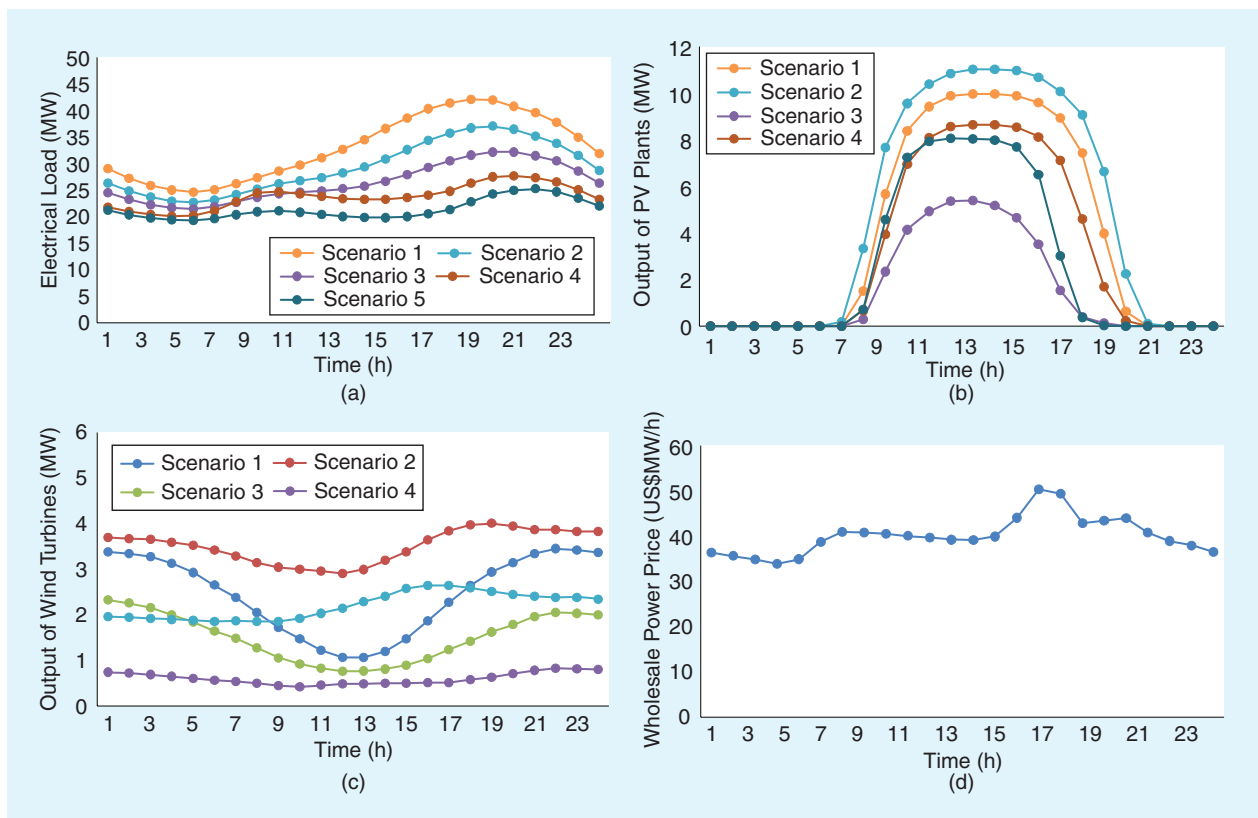 50
45
40
35
30
25
20
15
10
5
0
Electrical Load (MW)
Scenario 1
Scenario 2
Scenario 3
Scenario 4
Scenario 5
1 3 5 7 9 11 13 15 17 19 21 23
Time (h)
(a)
12
10
8
6
4
2
0
Output of PV Plants (MW)
Scenario 1
Scenario 2
Scenario 3
Scenario 4
1 3 5 7 9 11 13 15 17 19 21 23
Time (h)
(b)
6
5
4
3
2
1
0
Output of Wind Turbines (MW)
Scenario 1
Scenario 2
Scenario 3
Scenario 4
1 3 5 7 9 11 13 15 17 19 21 23
Time (h)
(c)
60
50
40
30
20
10
0
Wholesale Power Price (US$MW/h)
1 3 5 7 9 11 13 15 17 19 21 23
Time (h)
(d)